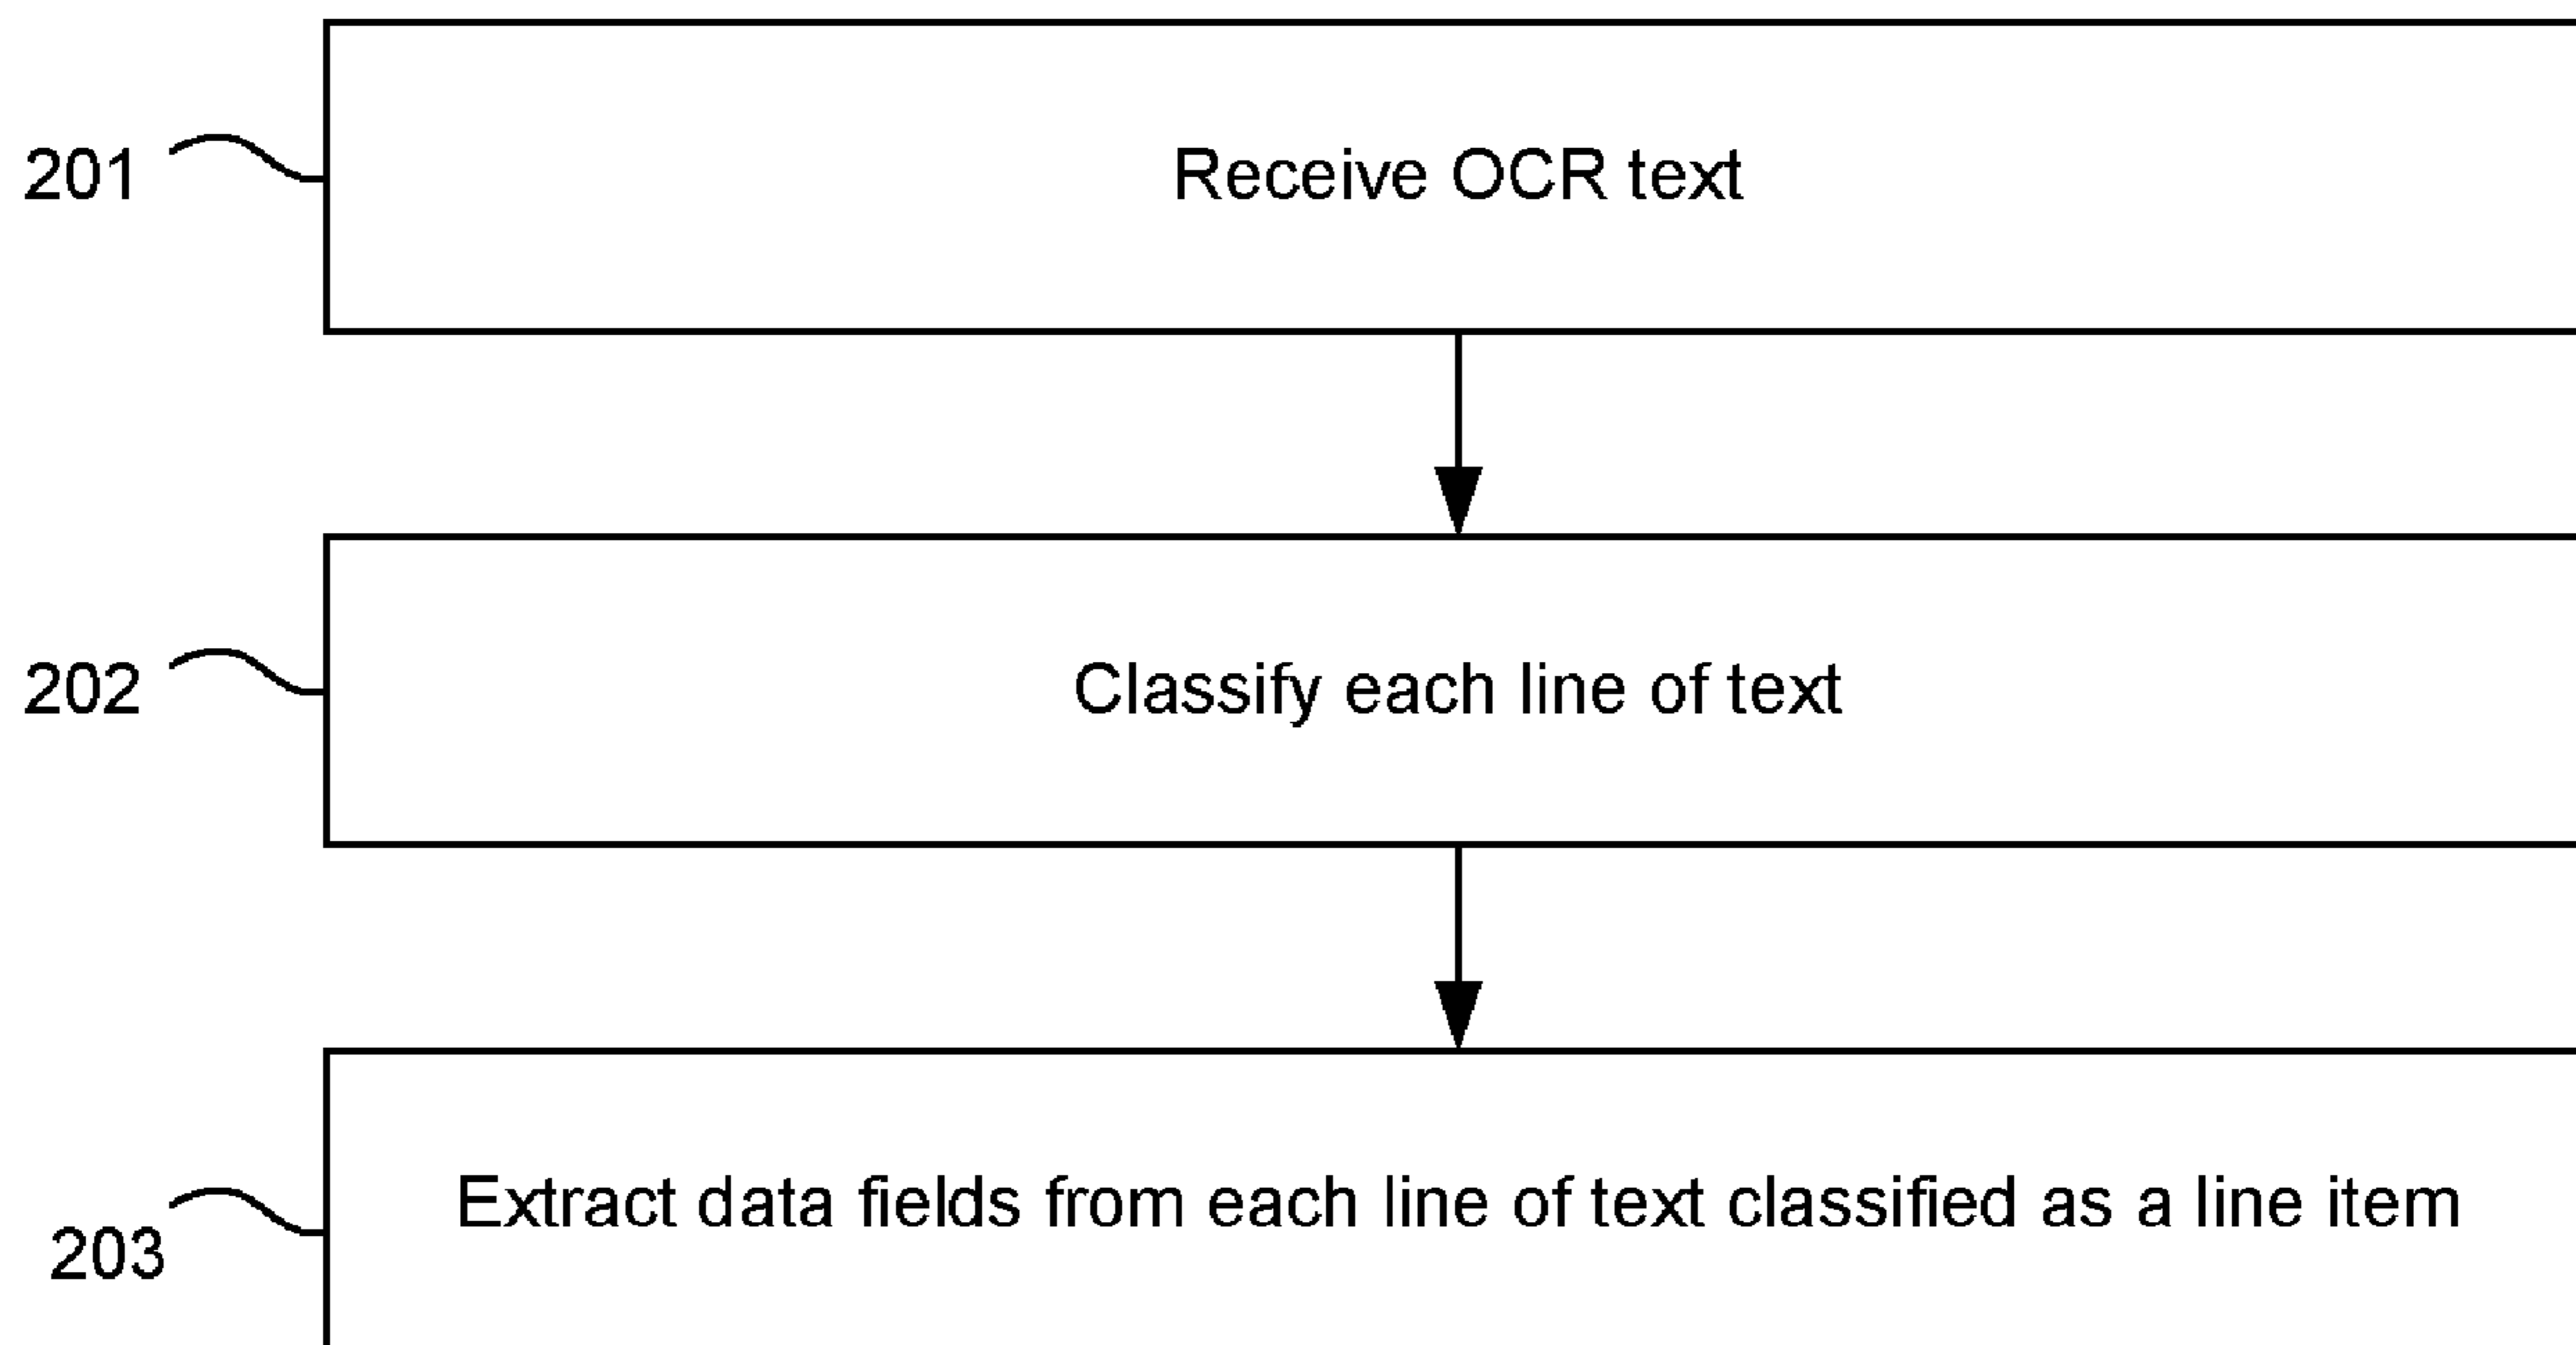 201
Receive OCR text
202
Classify each line of text
203
Extract data fields from each line of text classified as a line item